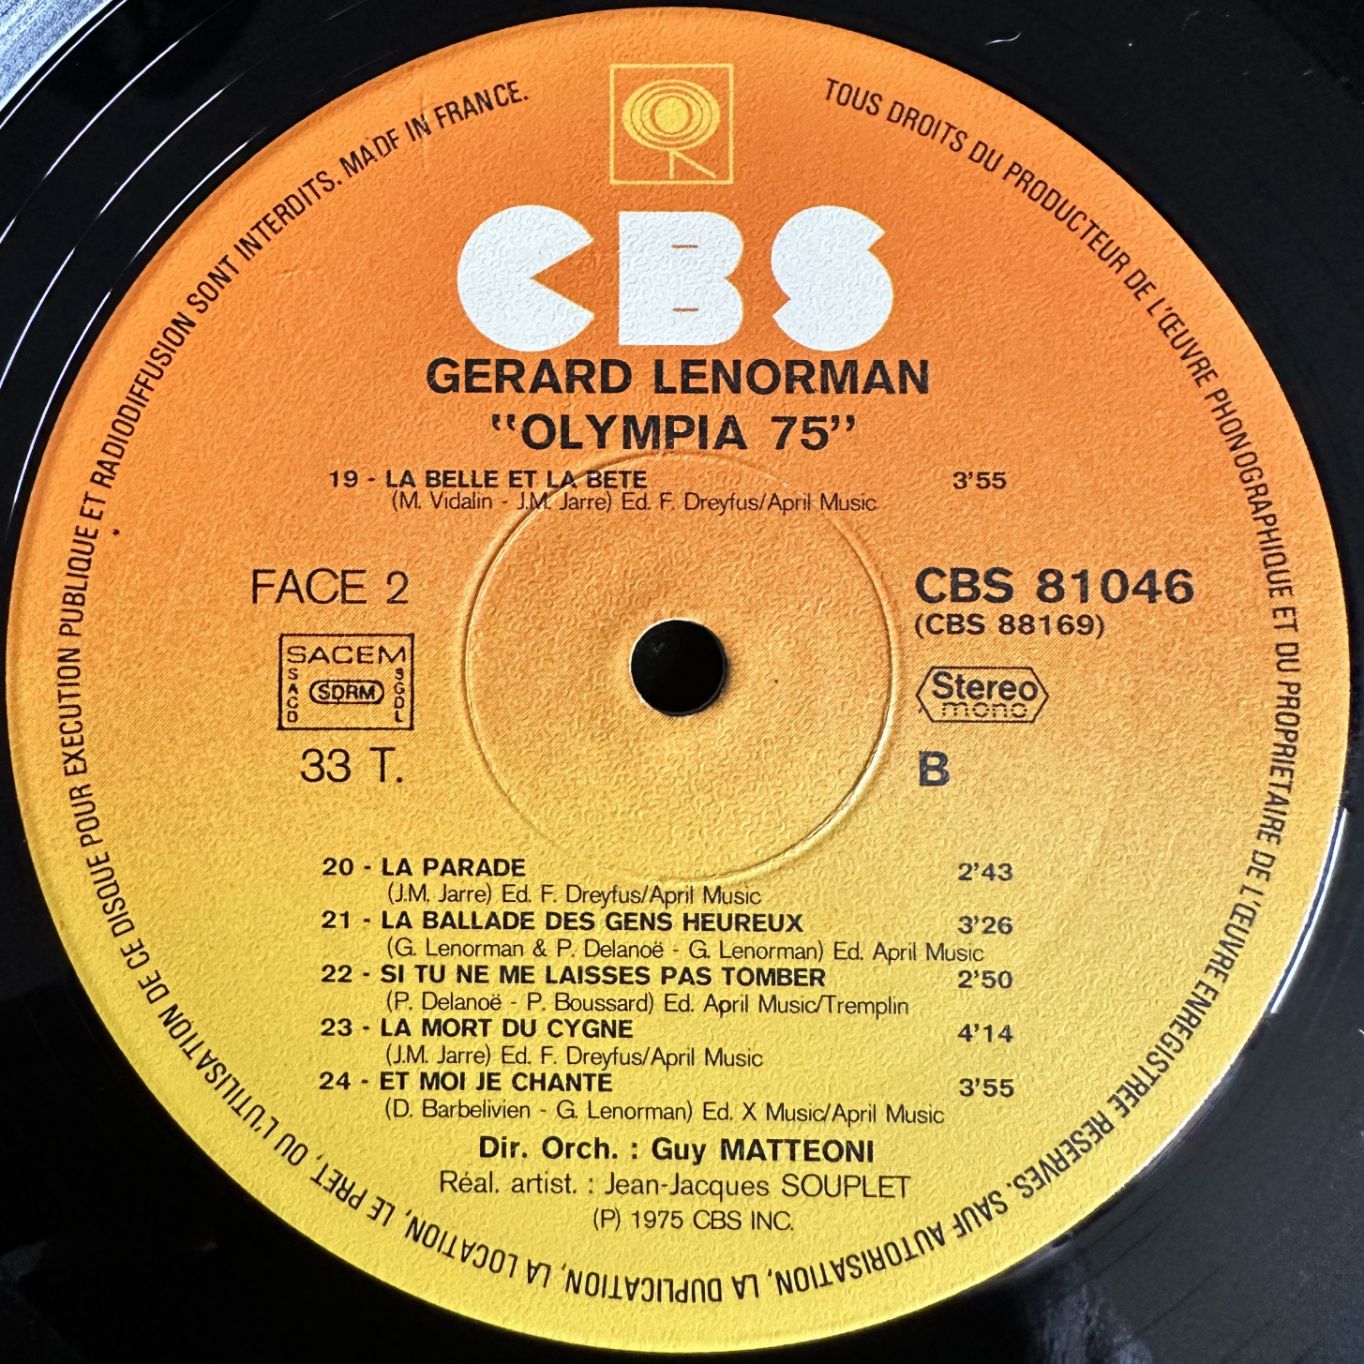 TOUS DROITS DU PRODUCTEUR DE L'ŒUVRE PHONOGRAPHIQUE ET DU PROPRIETAIRE DE L'ŒUVRE ENREGISTREE RESERVES. SAUF AUTORISATION, LA DUPLICATION, LA LOCATION, LE PRET, OU L'UTILISATION DE CE DISQUE POUR EXECUTION PUBLIQUE ET RADIODIFFUSION SONT INTERDITS. MADE IN FRANCE.
CBS
GERARD LENORMAN
"OLYMPIA 75"
19 - LA BELLE ET LA BETE 3'55
(M. Vidalin - J.M. Jarre) Ed. F. Dreyfus/April Music
FACE 2
CBS 81046
(CBS 88169)
SACEM
SACD SDRM SGDL
Stereo
mono
33 T.
B
20 - LA PARADE 2'43
(J.M. Jarre) Ed. F. Dreyfus/April Music
21 - LA BALLADE DES GENS HEUREUX 3'26
(G. Lenorman & P. Delanoë - G. Lenorman) Ed. April Music
22 - SI TU NE ME LAISSES PAS TOMBER 2'50
(P. Delanoë - P. Boussard) Ed. April Music/Tremplin
23 - LA MORT DU CYGNE 4'14
(J.M. Jarre) Ed. F. Dreyfus/April Music
24 - ET MOI JE CHANTE 3'55
(D. Barbelivien - G. Lenorman) Ed. X Music/April Music
Dir. Orch. : Guy MATTEONI
Réal. artist. : Jean-Jacques SOUPLET
(P) 1975 CBS INC.